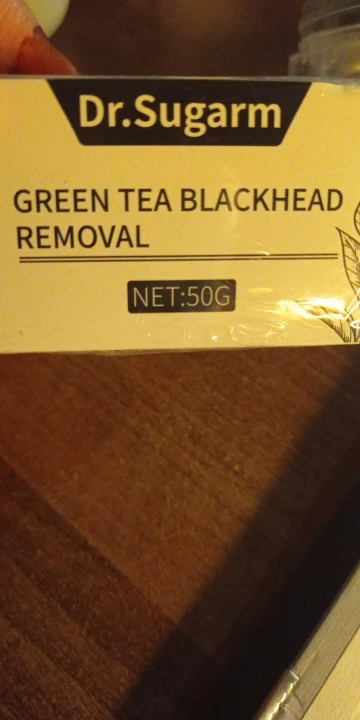 Dr.Sugarm
GREEN TEA BLACKHEAD
REMOVAL
NET:50G